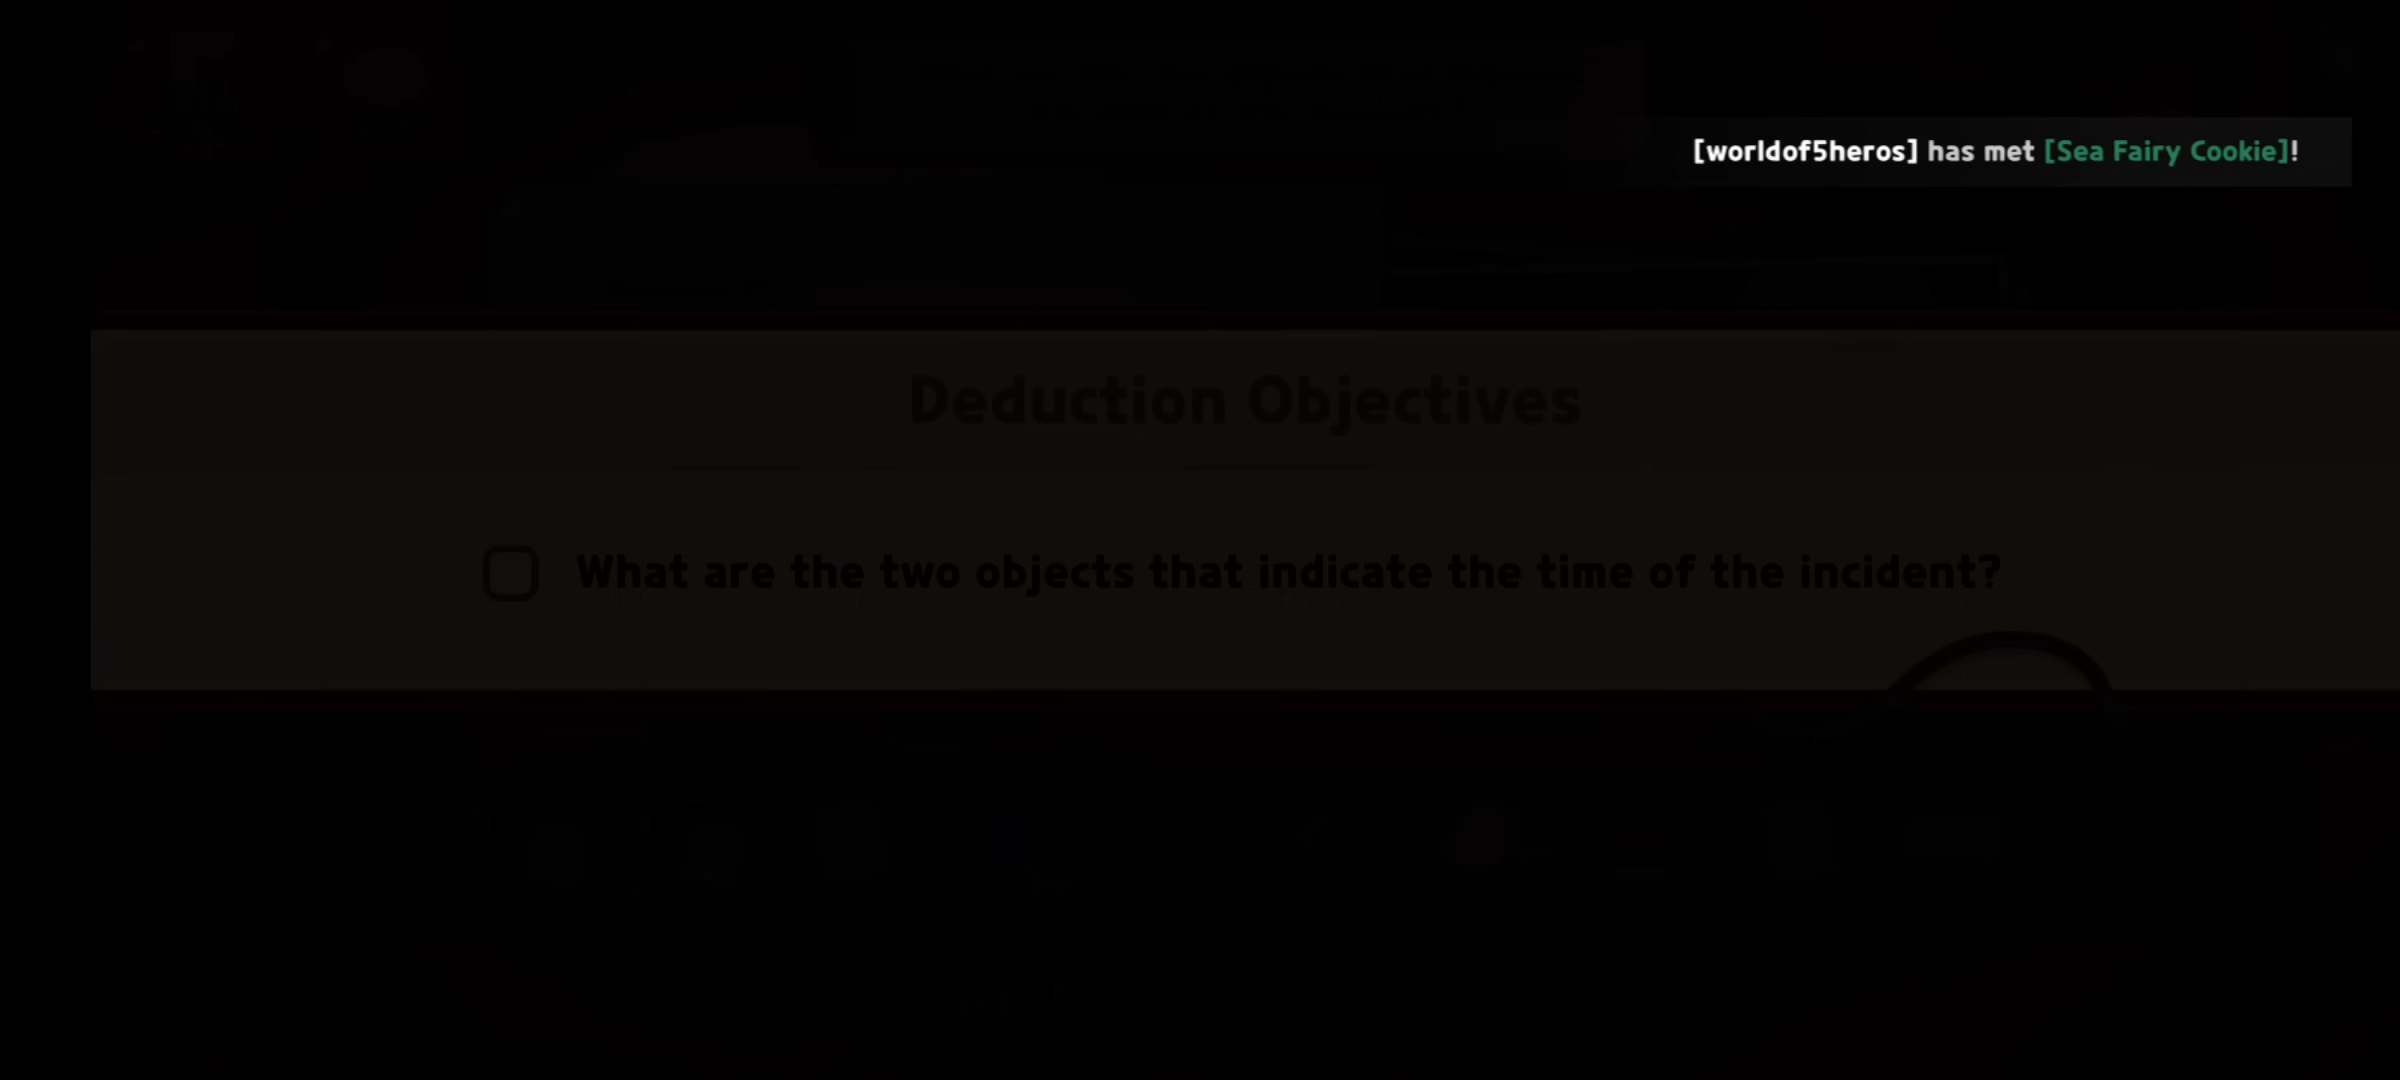 [worldof5heros] has met [Sea Fairy Cookie]!
Deduction Objectives
What are the two objects that indicate the time of the incident?